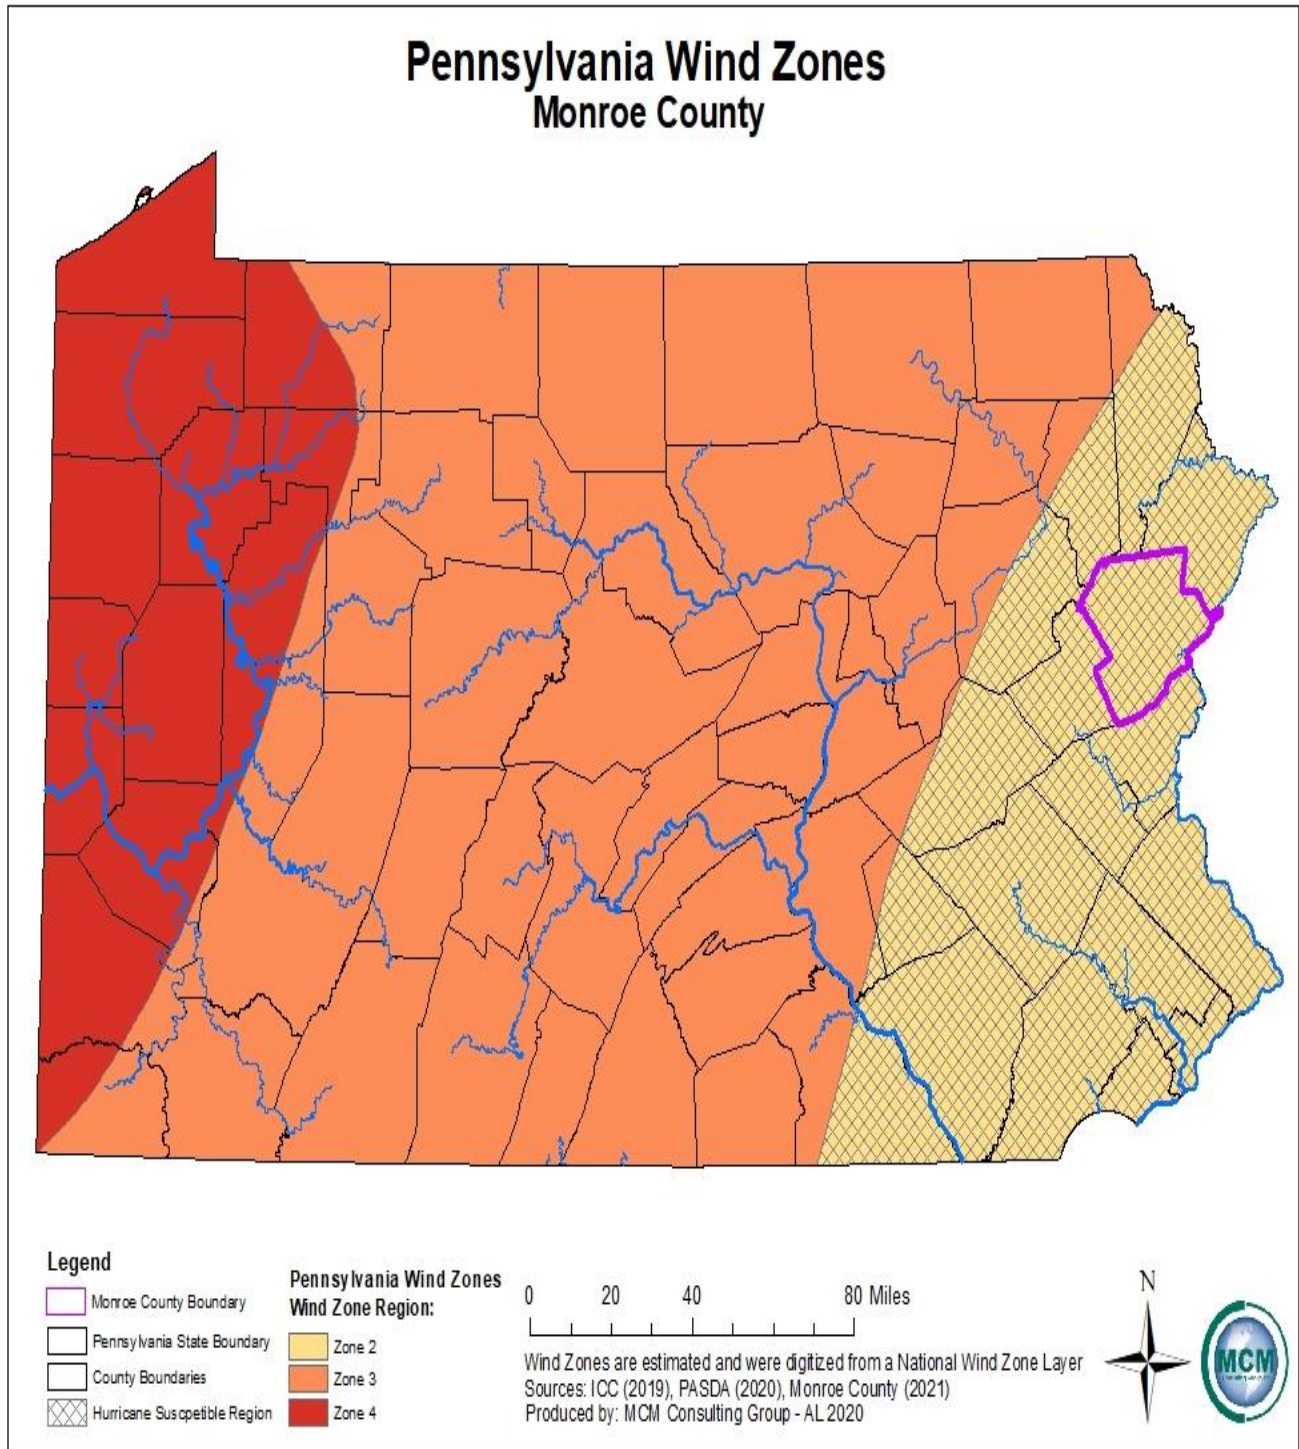 Pennsylvania Wind Zones
Monroe County
Legend
Monroe County Boundary
Pennsylvania State Boundary
County Boundaries
Hurricane Suscpetible Region
Pennsylvania Wind Zones
Wind Zone Region:
Zone 2
Zone 3
Zone 4
0 20 40 80 Miles
Wind Zones are estimated and were digitized from a National Wind Zone Layer
Sources: ICC (2019), PASDA (2020), Monroe County (2021)
Produced by: MCM Consulting Group - AL 2020
N
MCM